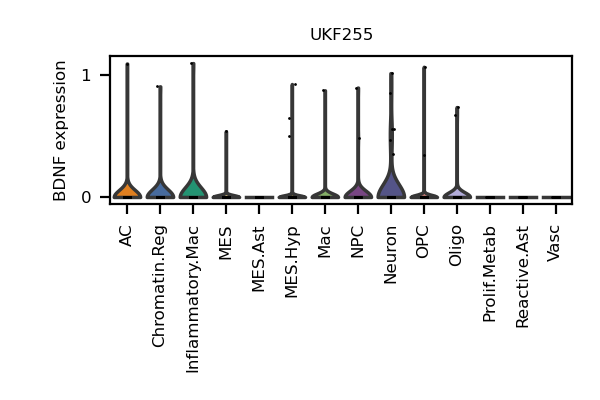 UKF255
BDNF expression
1
0
AC
Chromatin.Reg
Inflammatory.Mac
MES
MES.Ast
MES.Hyp
Mac
NPC
Neuron
OPC
Oligo
Prolif.Metab
Reactive.Ast
Vasc